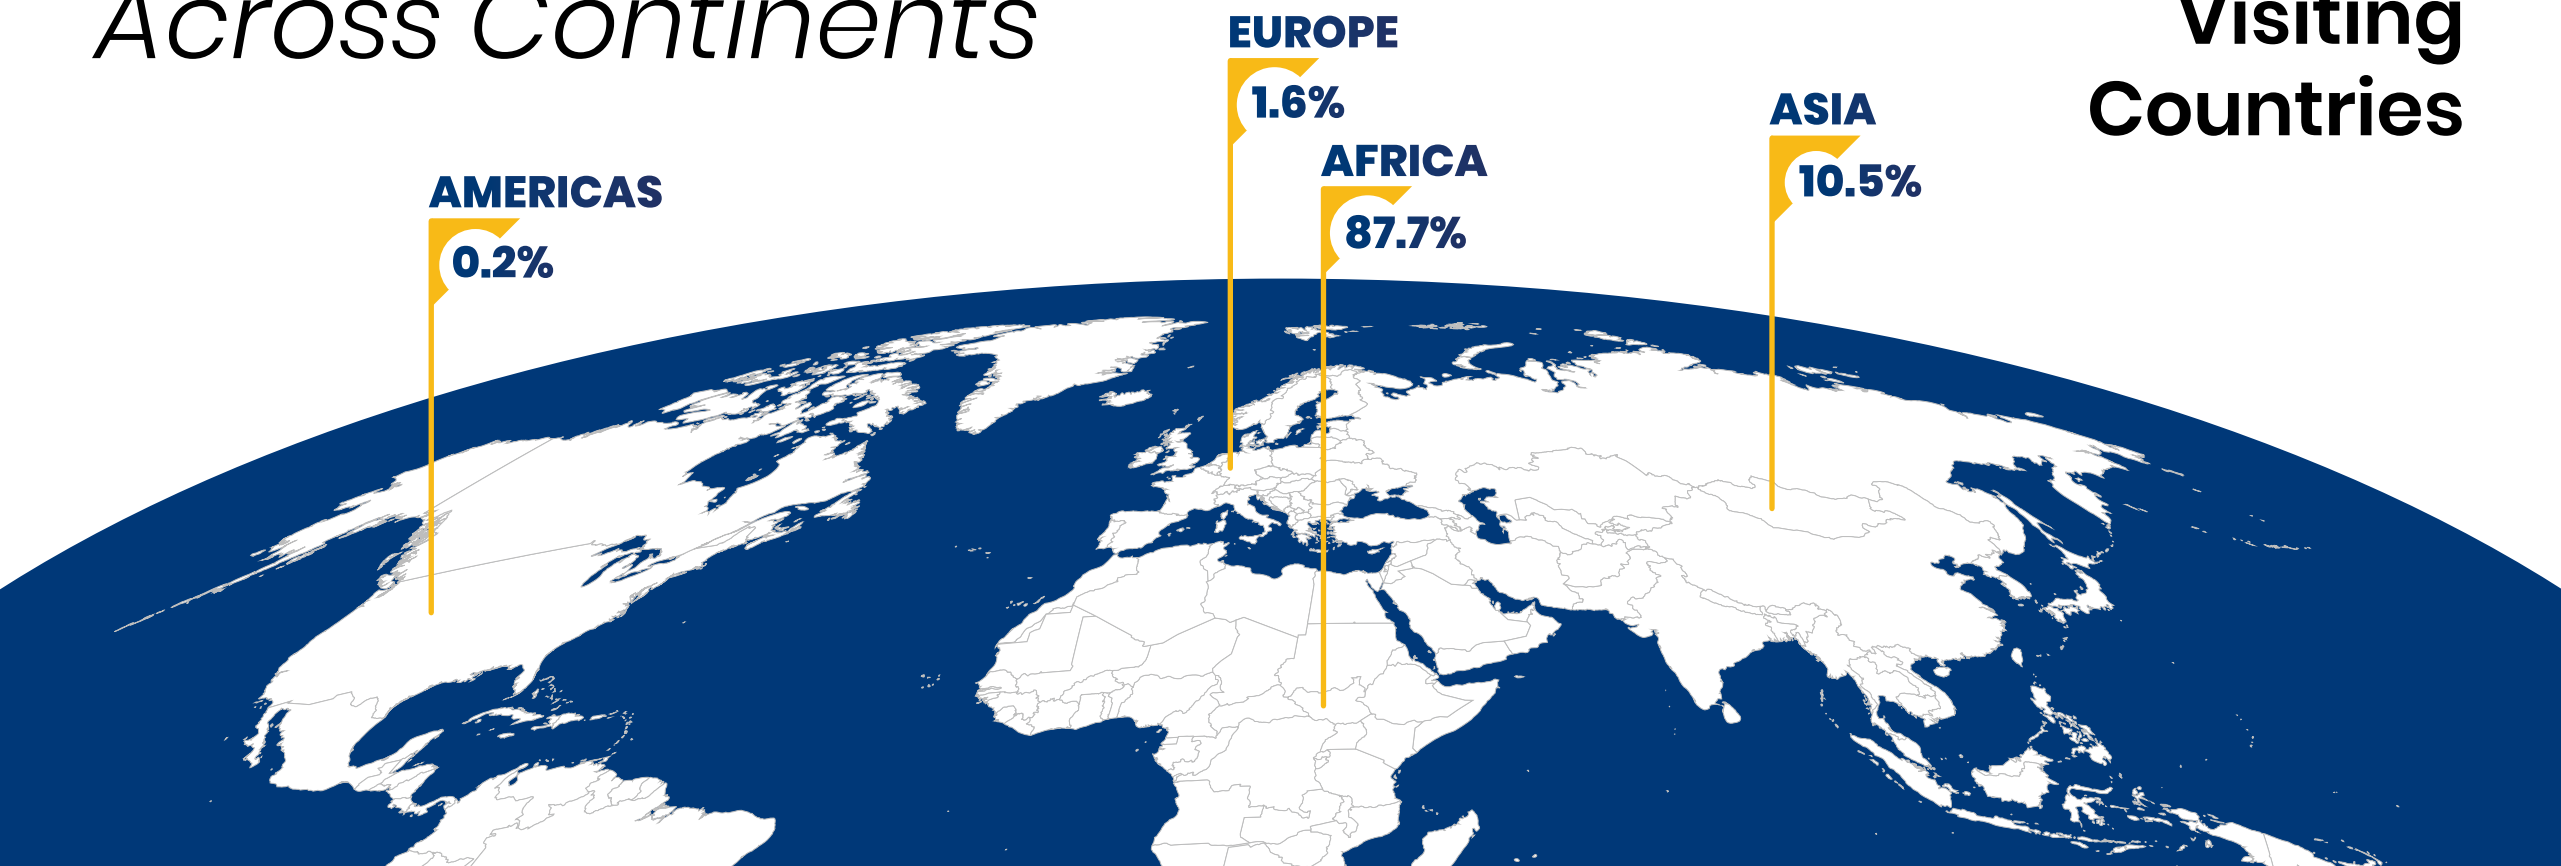 Across Continents
Visiting
Countries
EUROPE
1.6%
ASIA
10.5%
AFRICA
87.7%
AMERICAS
0.2%